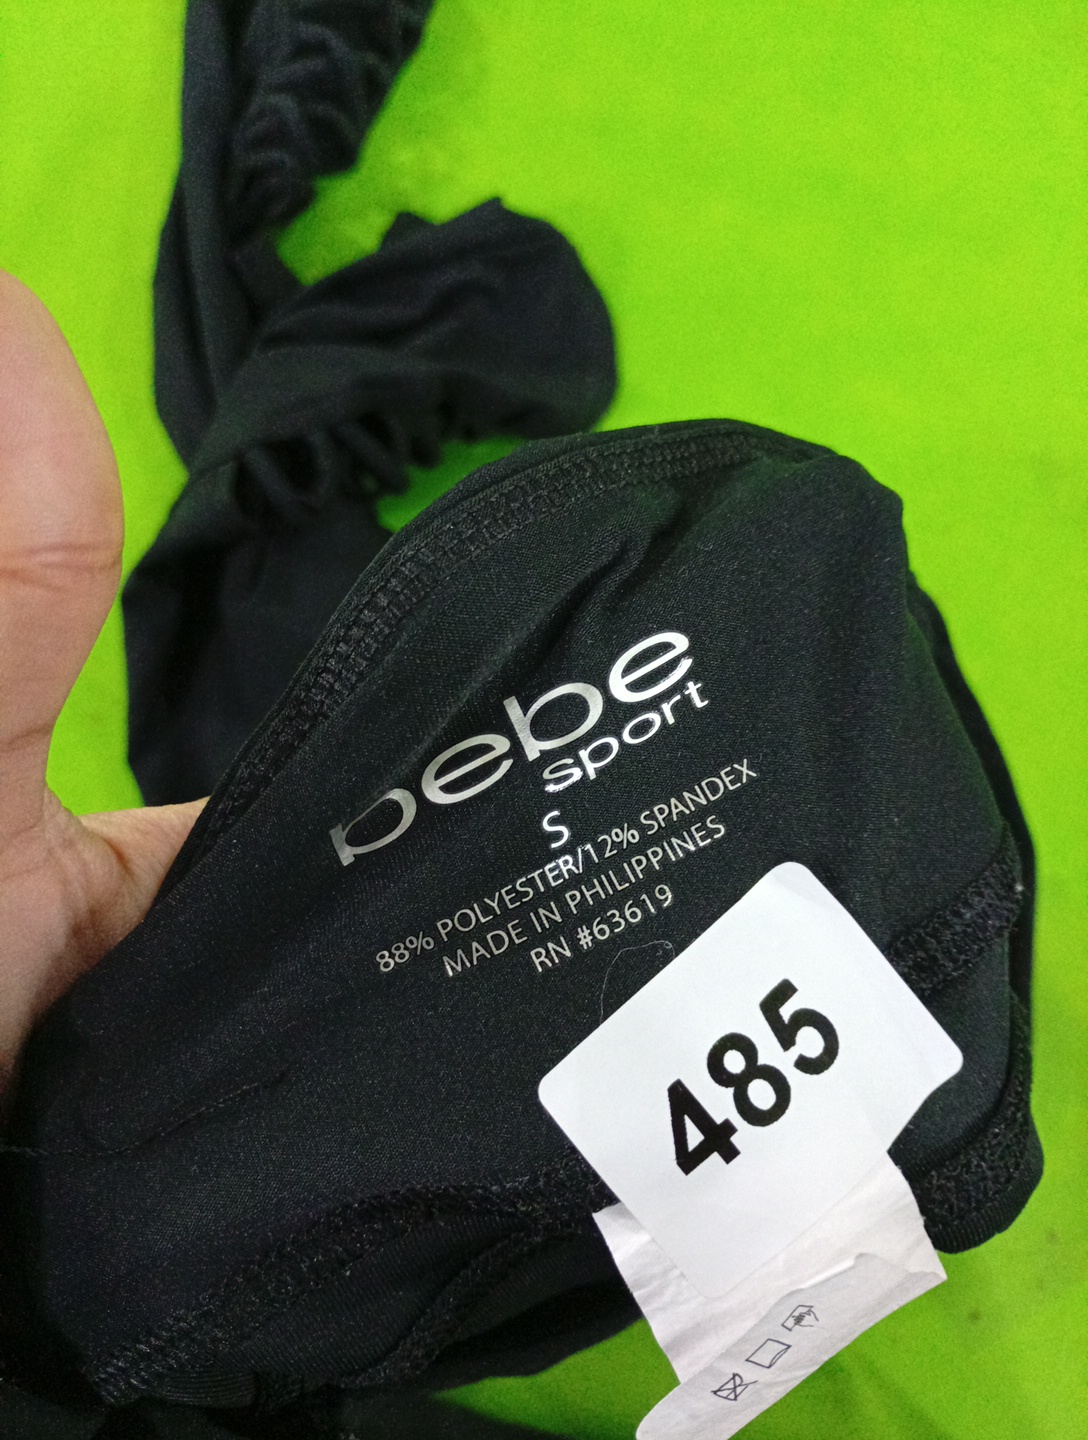 bebe
sport
S
88% POLYESTER/12% SPANDEX
MADE IN PHILIPPINES
RN #63619
485